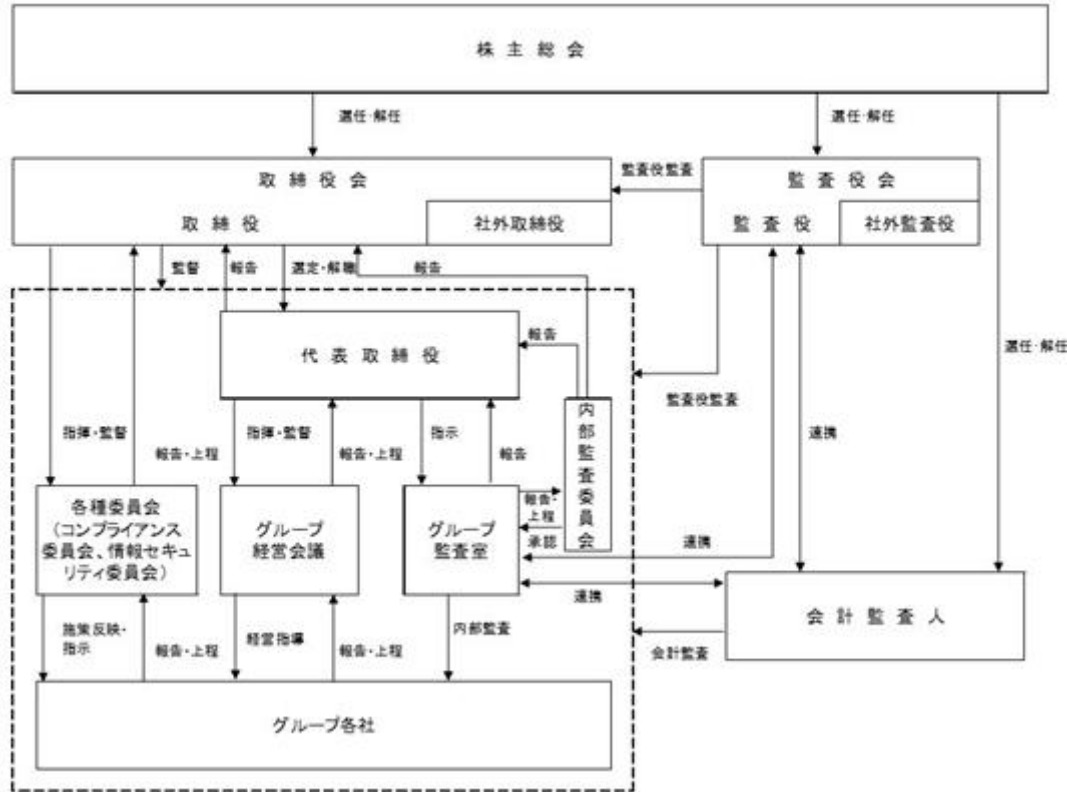 株主総会
選任・解任
選任・解任
取締役会
監査役監査
監査役会
取締役
社外取締役
監査役
社外監査役
監督
報告
選定・解職
報告
代表取締役
報告
選任・解任
監査役監査
内部監査委員会
指揮・監督
報告・上程
指揮・監督
報告・上程
指示
報告
連携
各種委員会
（コンプライアンス
委員会、情報セキュ
リティ委員会）
グループ
経営会議
グループ
監査室
報告・
上程
承認
連携
連携
会計監査人
施策反映・
指示
報告・上程
経営指導
報告・上程
内部監査
会計監査
グループ各社